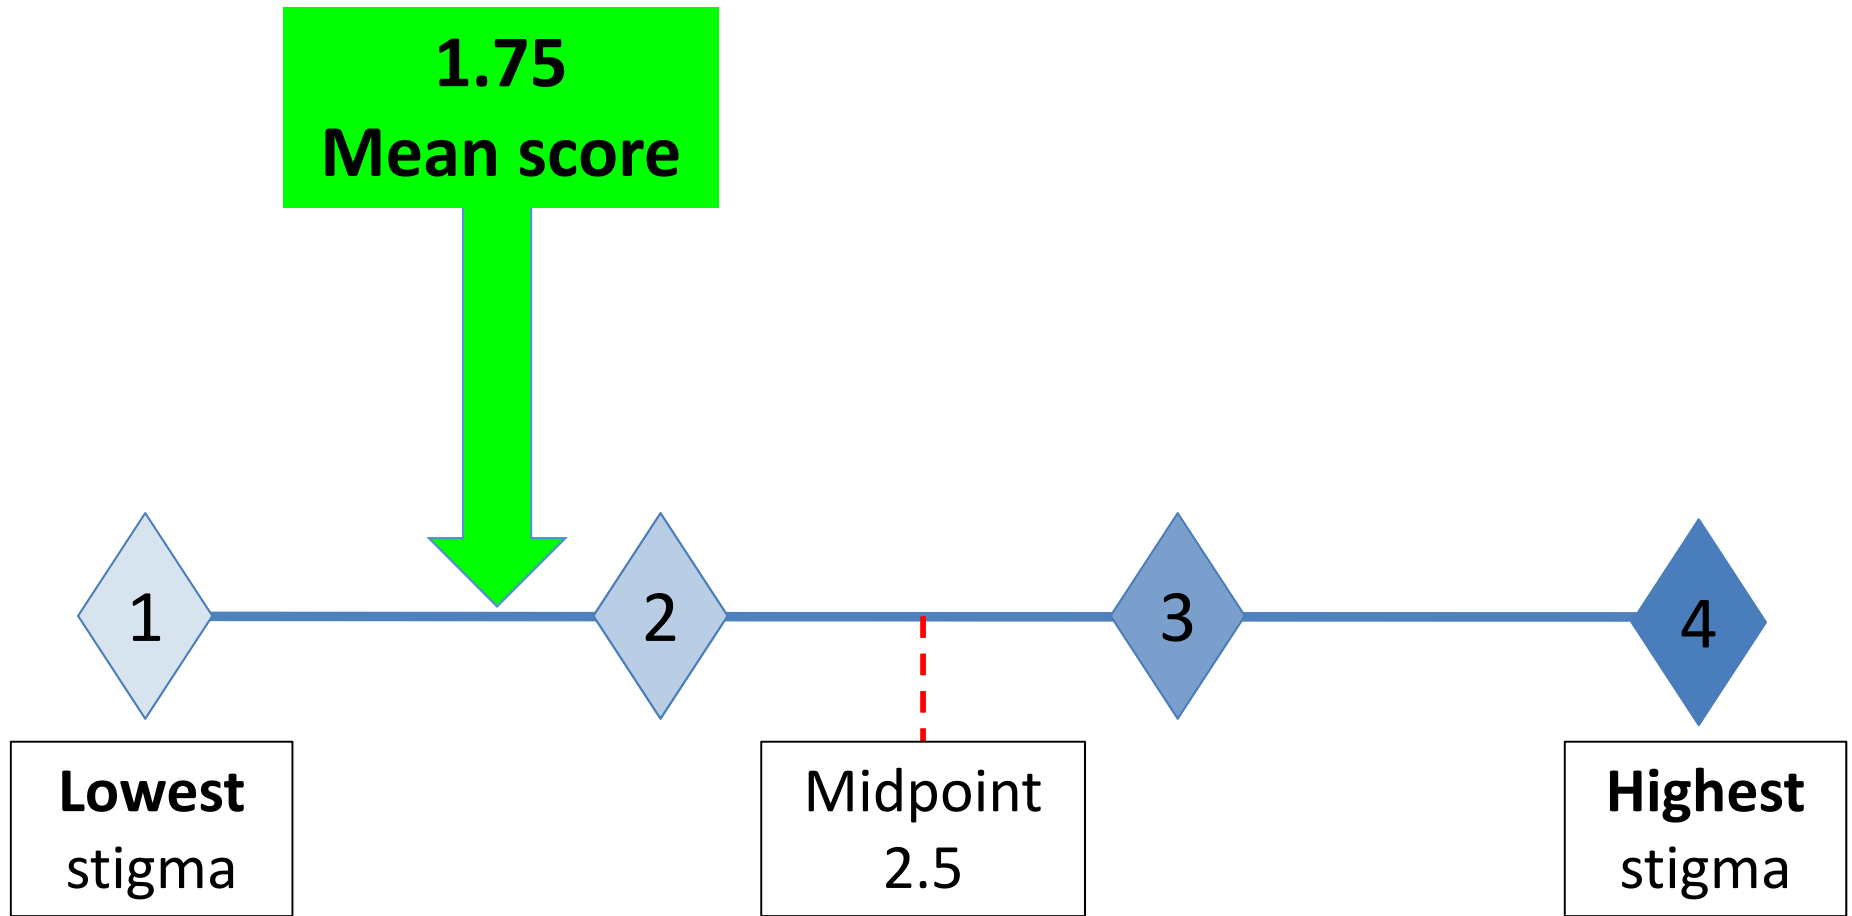 1.75
Mean score
1
2
3
4
Lowest
stigma
Midpoint
2.5
Highest
stigma